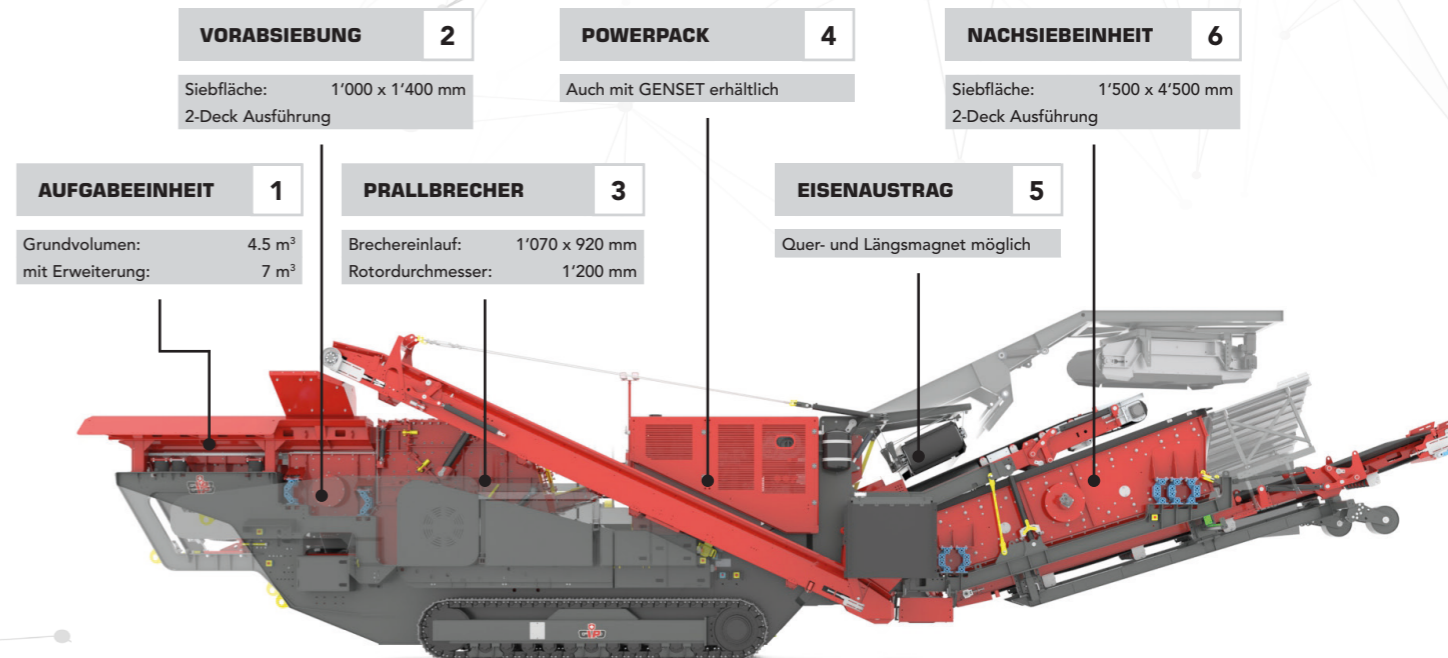 VORABSIEBUNG 2
Siebfläche: 1’000 x 1’400 mm
2-Deck Ausführung
POWERPACK 4
Auch mit GENSET erhältlich
NACHSIEBEINHEIT 6
Siebfläche: 1’500 x 4’500 mm
2-Deck Ausführung
AUFGABEEINHEIT 1
Grundvolumen: 4.5 m³
mit Erweiterung: 7 m³
PRALLBRECHER 3
Brechereinlauf: 1’070 x 920 mm
Rotordurchmesser: 1’200 mm
EISENAUSTRAG 5
Quer- und Längsmagnet möglich